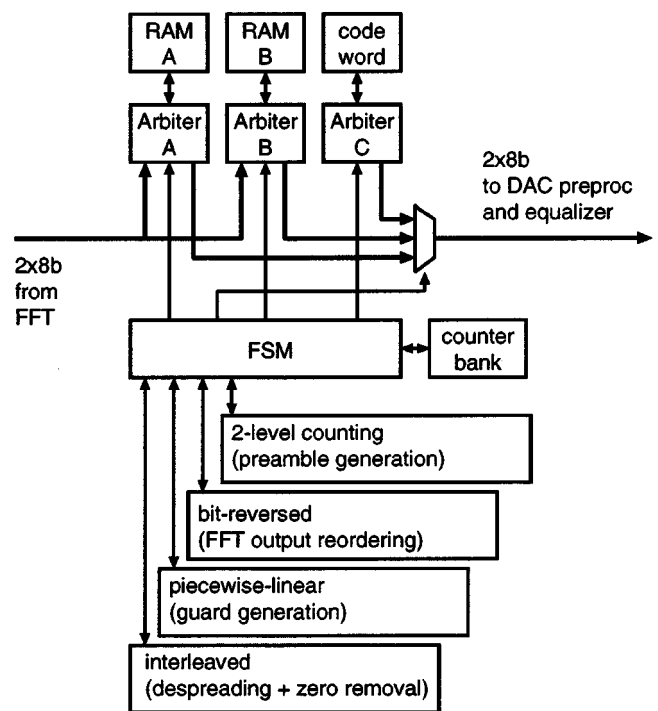 RAM
A
RAM
B
code
word
Arbiter
A
Arbiter
B
Arbiter
C
2x8b
to DAC preproc
and equalizer
2x8b
from
FFT
FSM
counter
bank
2-level counting
(preamble generation)
bit-reversed
(FFT output reordering)
piecewise-linear
(guard generation)
interleaved
(despreading + zero removal)